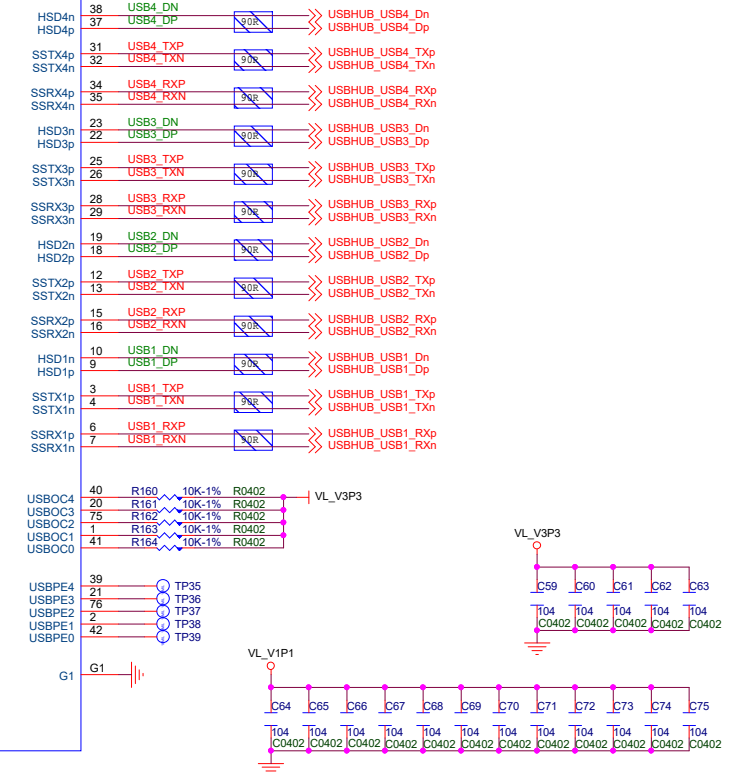 HSD4n 38 USB4_DN USBHUB_USB4_Dn
HSD4p 37 USB4_DP 90R USBHUB_USB4_Dp
SSTX4p 31 USB4_TXP USBHUB_USB4_TXp
SSTX4n 32 USB4_TXN 90R USBHUB_USB4_TXn
SSRX4p 34 USB4_RXP USBHUB_USB4_RXp
SSRX4n 35 USB4_RXN 90R USBHUB_USB4_RXn
HSD3n 23 USB3_DN USBHUB_USB3_Dn
HSD3p 22 USB3_DP 90R USBHUB_USB3_Dp
SSTX3p 25 USB3_TXP USBHUB_USB3_TXp
SSTX3n 26 USB3_TXN 90R USBHUB_USB3_TXn
SSRX3p 28 USB3_RXP USBHUB_USB3_RXp
SSRX3n 29 USB3_RXN 90R USBHUB_USB3_RXn
HSD2n 19 USB2_DN USBHUB_USB2_Dn
HSD2p 18 USB2_DP 90R USBHUB_USB2_Dp
SSTX2p 12 USB2_TXP USBHUB_USB2_TXp
SSTX2n 13 USB2_TXN 90R USBHUB_USB2_TXn
SSRX2p 15 USB2_RXP USBHUB_USB2_RXp
SSRX2n 16 USB2_RXN 90R USBHUB_USB2_RXn
HSD1n 10 USB1_DN USBHUB_USB1_Dn
HSD1p 9 USB1_DP 90R USBHUB_USB1_Dp
SSTX1p 3 USB1_TXP USBHUB_USB1_TXp
SSTX1n 4 USB1_TXN 90R USBHUB_USB1_TXn
SSRX1p 6 USB1_RXP USBHUB_USB1_RXp
SSRX1n 7 USB1_RXN 90R USBHUB_USB1_RXn
USBOC4 40 R160 10K-1% R0402 VL_V3P3
USBOC3 20 R161 10K-1% R0402
USBOC2 75 R162 10K-1% R0402
USBOC1 1 R163 10K-1% R0402
USBOC0 41 R164 10K-1% R0402
VL_V3P3
C59 C60 C61 C62 C63
104 104 104 104 104
C0402 C0402 C0402 C0402 C0402
USBPE4 39 TP35
USBPE3 21 TP36
USBPE2 76 TP37
USBPE1 2 TP38
USBPE0 42 TP39
G1 G1
VL_V1P1
C64 C65 C66 C67 C68 C69 C70 C71 C72 C73 C74 C75
104 104 104 104 104 104 104 104 104 104 104 104
C0402 C0402 C0402 C0402 C0402 C0402 C0402 C0402 C0402 C0402 C0402 C0402